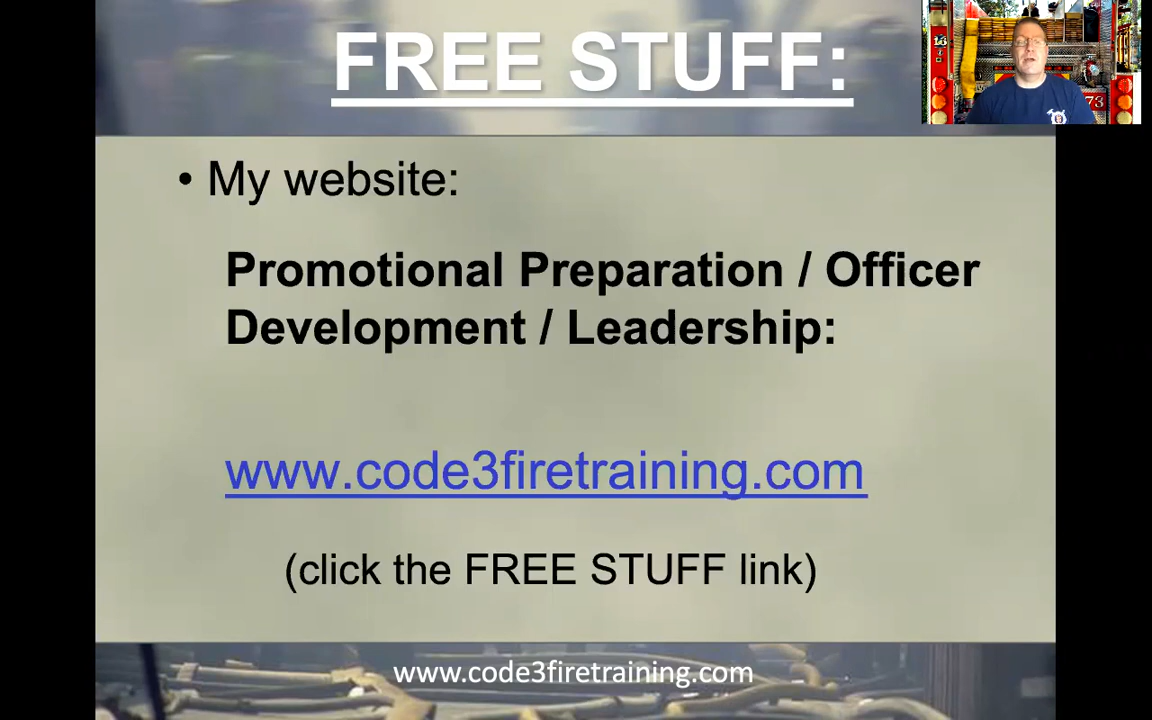 FREE STUFF:
• My website:
Promotional Preparation / Officer
Development / Leadership:
www.code3firetraining.com
(click the FREE STUFF link)
www.code3firetraining.com
73